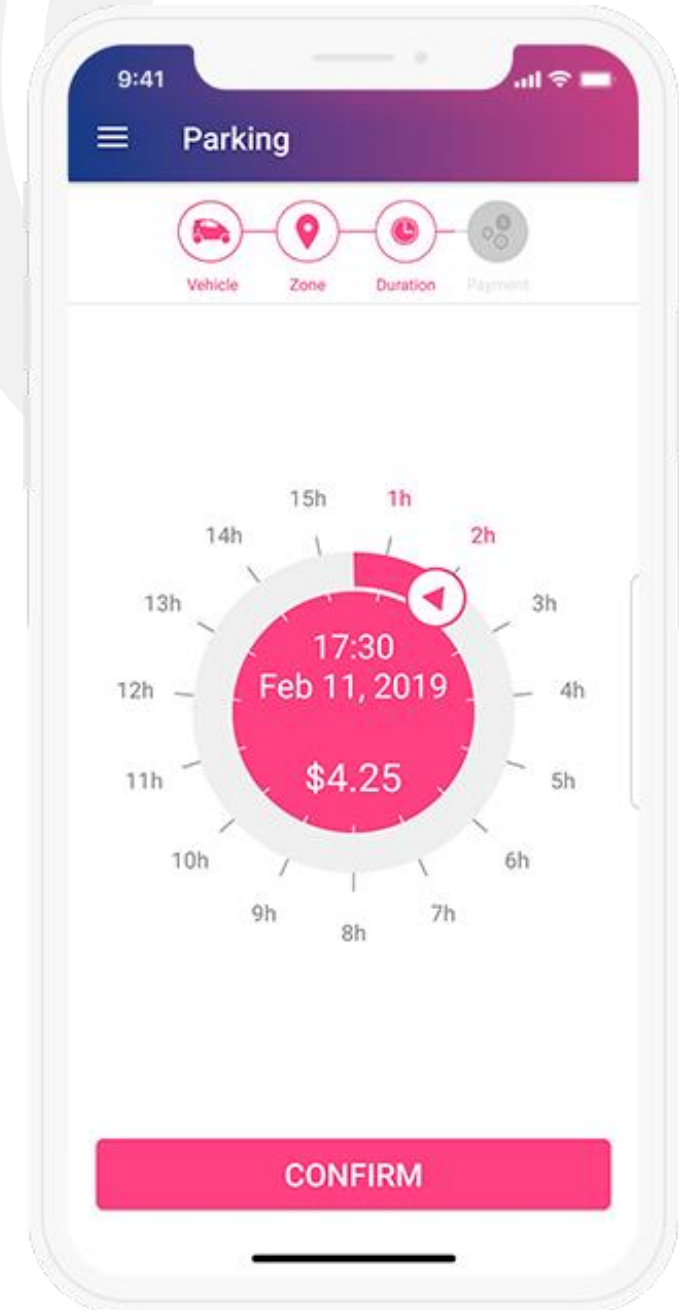 9:41
Parking
Vehicle Zone Duration Payment
15h 1h
14h 2h
13h 3h
17:30
Feb 11, 2019
12h 4h
$4.25
11h 5h
10h 6h
9h 7h
8h
CONFIRM